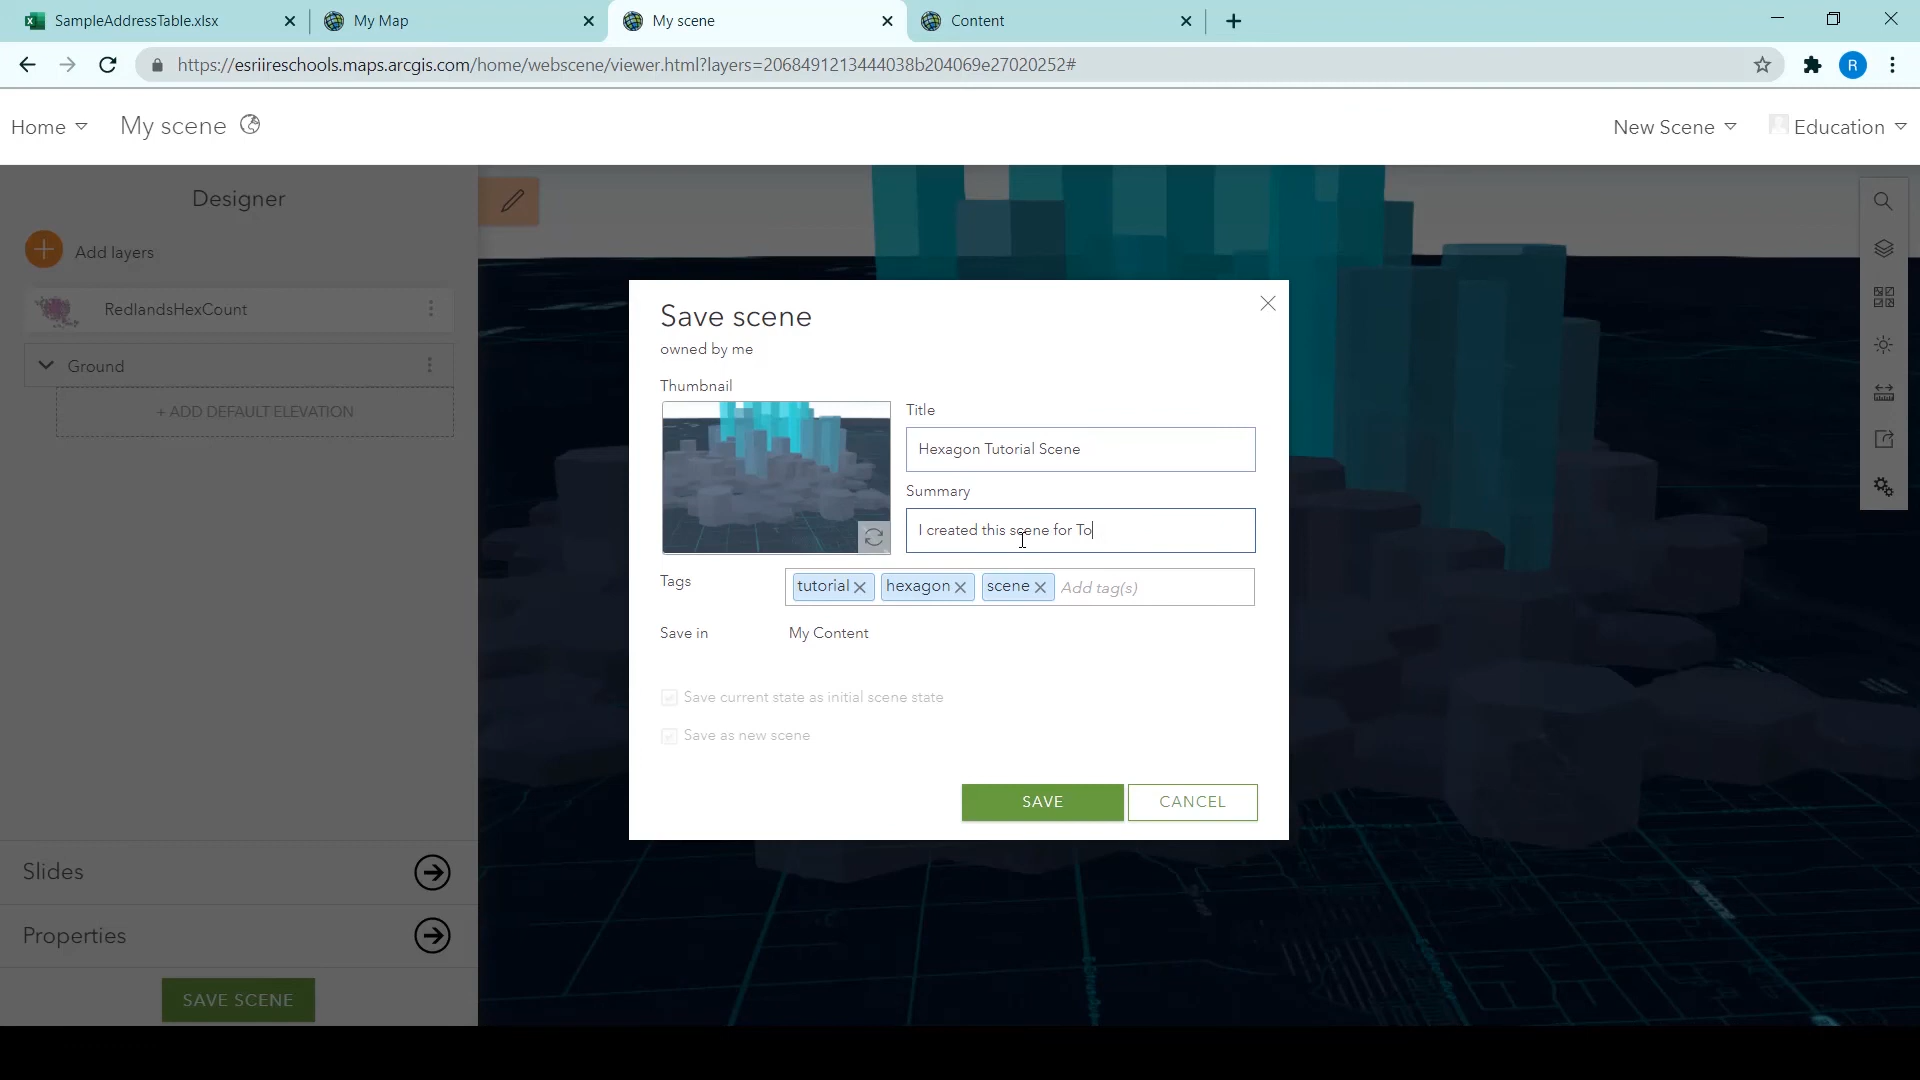 SampleAddressTable.xlsx
My Map
My scene
Content
https://esriireschools.maps.arcgis.com/home/webscene/viewer.html?layers=2068491213444038b204069e27020252#
R
Home
My scene
New Scene
Education
Designer
Add layers
RedlandsHexCount
Ground
+ ADD DEFAULT ELEVATION
Save scene
owned by me
Thumbnail
Title
Hexagon Tutorial Scene
Summary
I created this scene for To
Tags
tutorial hexagon scene Add tag(s)
Save in My Content
Save current state as initial scene state
Save as new scene
SAVE CANCEL
Slides
Properties
SAVE SCENE